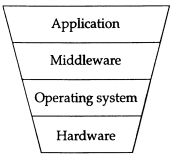 Application
Middleware
Operating system
Hardware